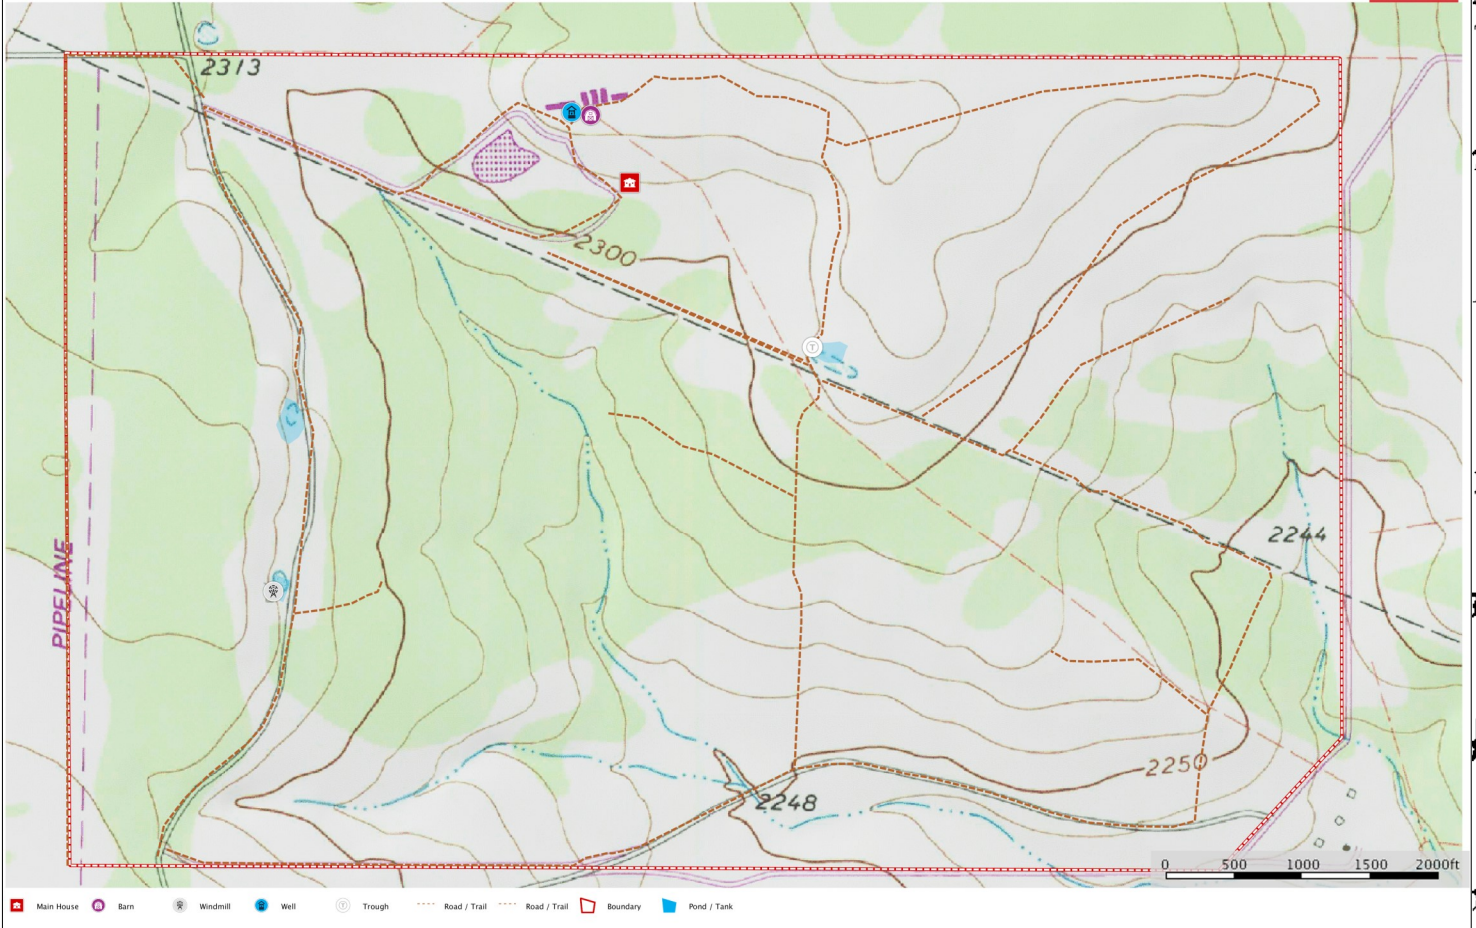 2313
2300
2244
PIPELINE
2250
2248
0 500 1000 1500 2000ft
Main House Barn Windmill Well Trough Road / Trail Road / Trail Boundary Pond / Tank